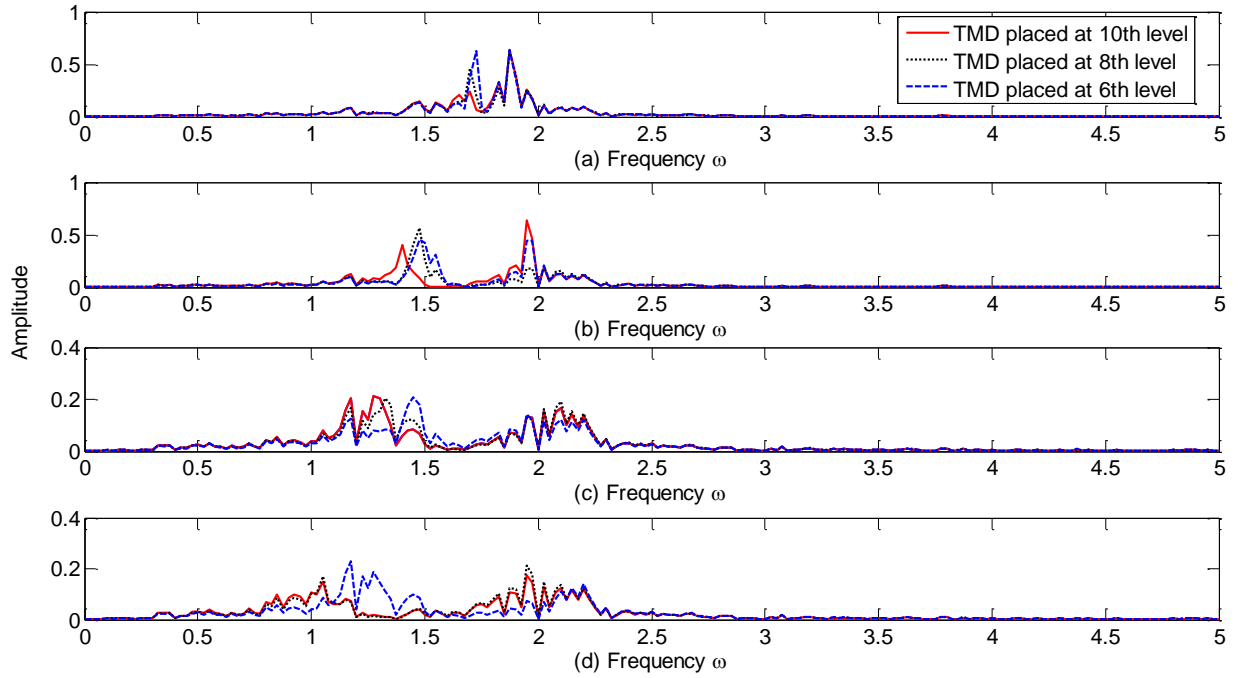 1
0.5
0
0 0.5 1 1.5 2 2.5 3 3.5 4 4.5 5
(a) Frequency ω
TMD placed at 10th level
TMD placed at 8th level
TMD placed at 6th level
1
0.5
0
0 0.5 1 1.5 2 2.5 3 3.5 4 4.5 5
(b) Frequency ω
Amplitude
0.4
0.2
0
0 0.5 1 1.5 2 2.5 3 3.5 4 4.5 5
(c) Frequency ω
0.4
0.2
0
0 0.5 1 1.5 2 2.5 3 3.5 4 4.5 5
(d) Frequency ω